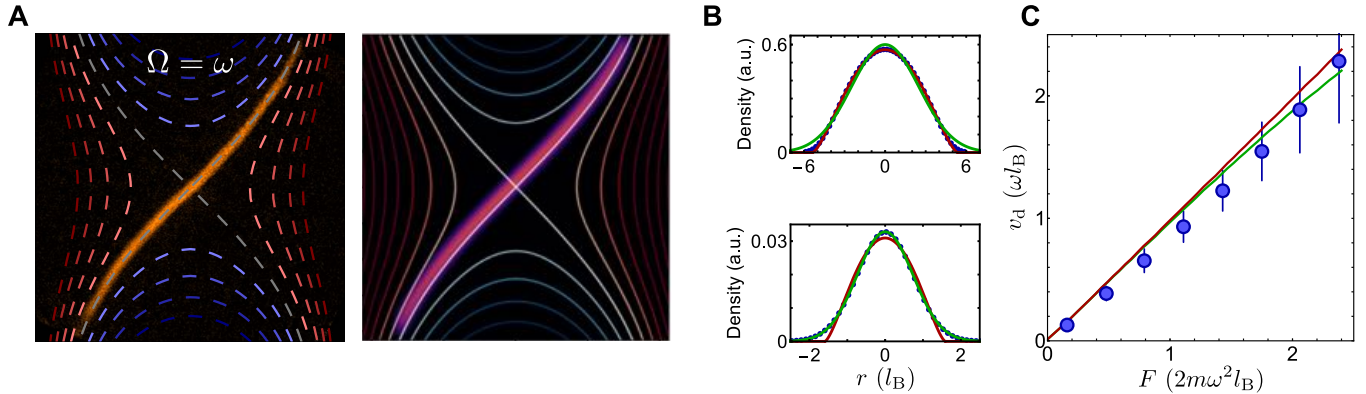 A
Ω = ω
B
Density (a.u.)
0.6
0
−6
0
6
Density (a.u.)
0.03
0
−2
0
2
r (l_B)
C
v_d (ωl_B)
2
1
0
0
1
2
F (2mω²l_B)